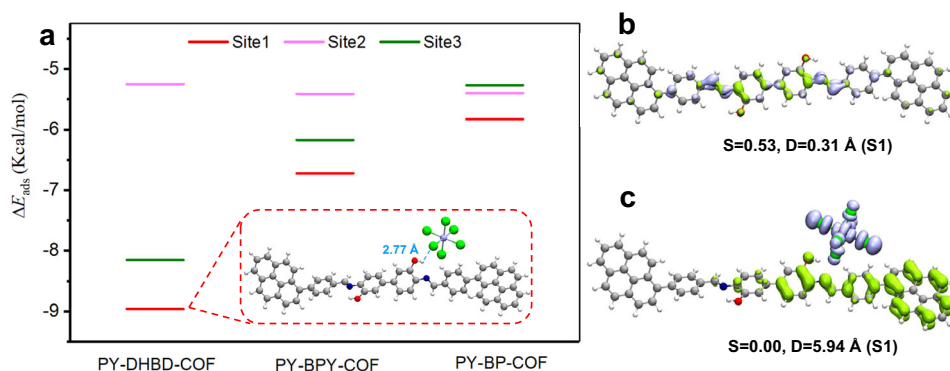 a
Site1 Site2 Site3
ΔEads (Kcal/mol)
-5
-6
-7
-8
-9
2.77 Å
PY-DHBD-COF PY-BPY-COF PY-BP-COF
b
S=0.53, D=0.31 Å (S1)
c
S=0.00, D=5.94 Å (S1)